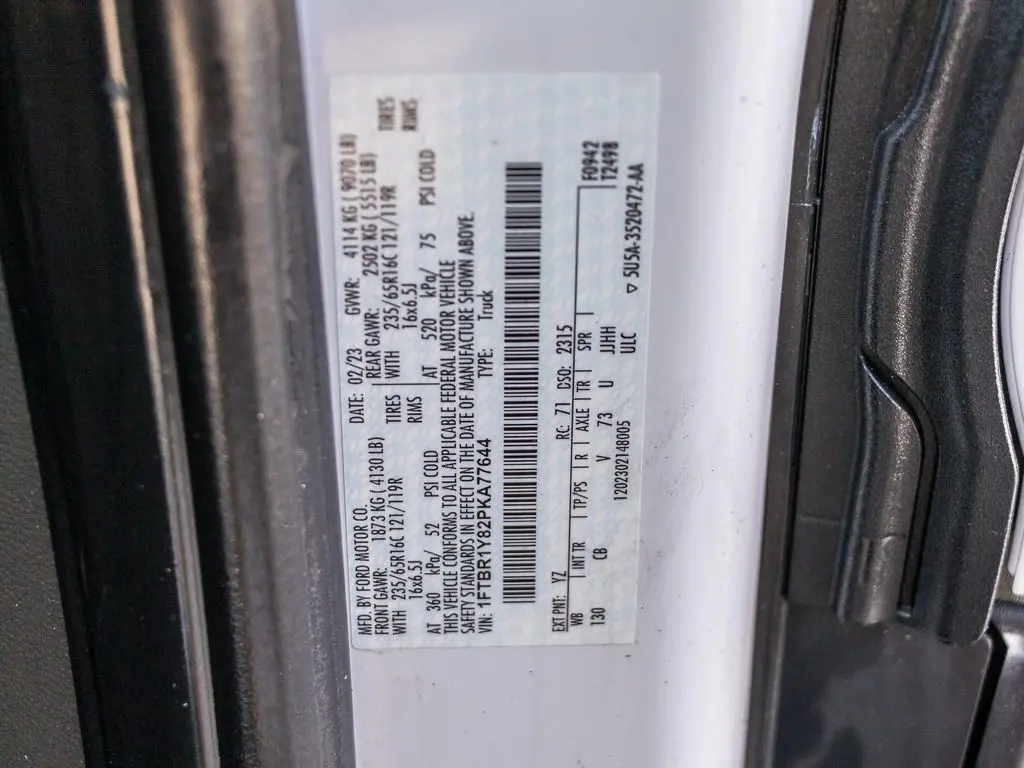 MFD. BY FORD MOTOR CO. DATE: 02/23 GVWR: 4114 KG ( 9070 LB)
FRONT GAWR: 1873 KG ( 4130 LB) REAR GAWR: 2502 KG ( 5515 LB)
WITH 235/65R16C 121/119R TIRES WITH 235/65R16C 121/119R TIRES
16x6.5J RIMS 16x6.5J RIMS
AT 360 kPa/ 52 PSI COLD AT 520 kPa/ 75 PSI COLD
THIS VEHICLE CONFORMS TO ALL APPLICABLE FEDERAL MOTOR VEHICLE
SAFETY STANDARDS IN EFFECT ON THE DATE OF MANUFACTURE SHOWN ABOVE.
VIN: 1FTBR1Y82PKA77644 TYPE: Truck
EXT PNT: YZ RC: 71 DSO: 2315 F0942
WB INT TR TP/PS R AXLE TR SPR T2498
130 CB V 73 U JJHH
ULC
120230214B005 ▽ 5U5A-3520472-AA